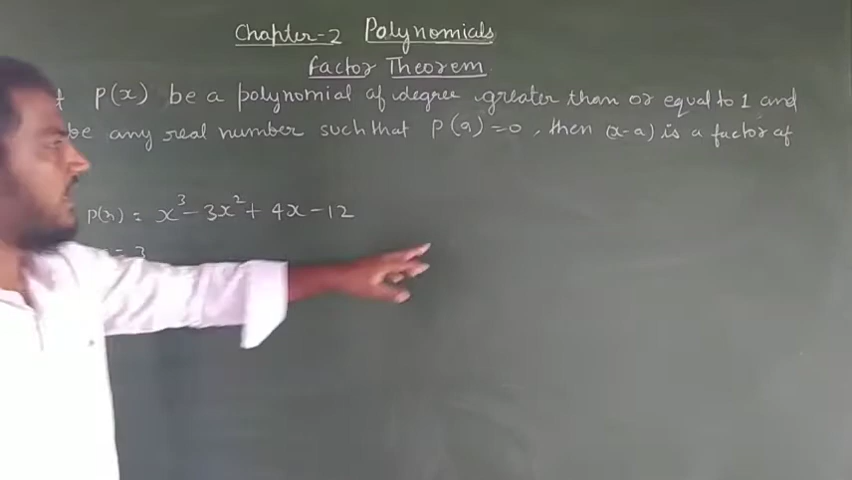 Chapter-2 Polynomials
Factor Theorem
P(x) be a polynomial of degree greater than or equal to 1 and
be any real number such that P(a)=0, then (x-a) is a factor of
P(x) = x³-3x²+ 4x-12
= 3